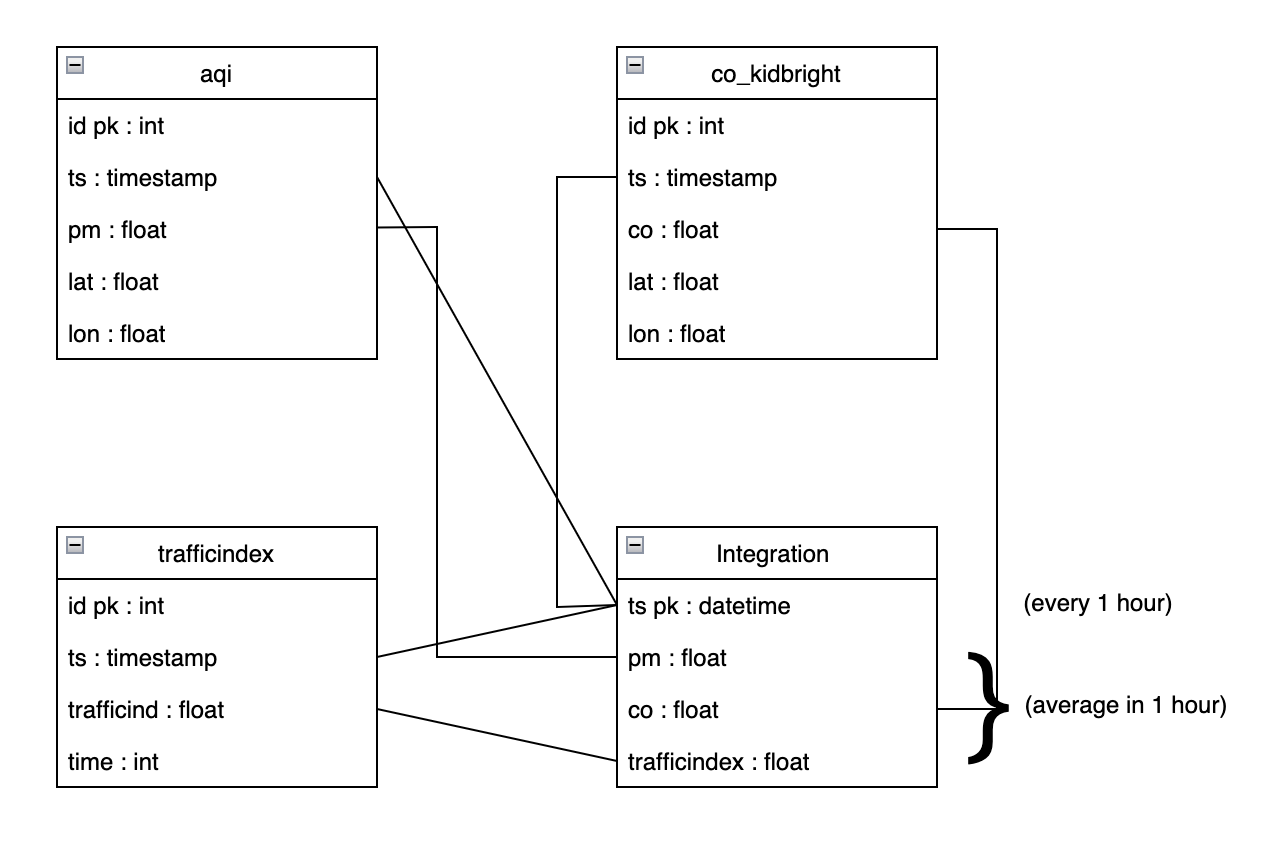 aqi
id pk : int
ts : timestamp
pm : float
lat : float
lon : float
co_kidbright
id pk : int
ts : timestamp
co : float
lat : float
lon : float
trafficindex
id pk : int
ts : timestamp
trafficind : float
time : int
Integration
ts pk : datetime
pm : float
co : float
trafficindex : float
(every 1 hour)
}
(average in 1 hour)